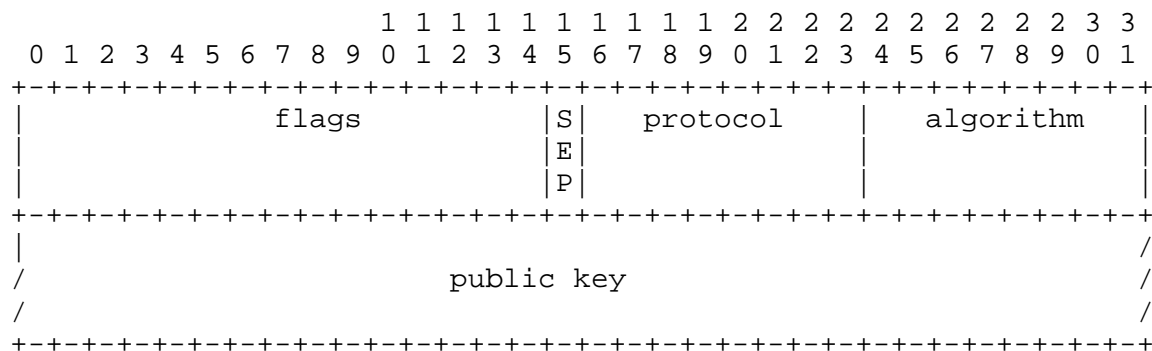 1 1 1 1 1 1 1 1 1 1 2 2 2 2 2 2 2 2 2 2 3 3
 0 1 2 3 4 5 6 7 8 9 0 1 2 3 4 5 6 7 8 9 0 1 2 3 4 5 6 7 8 9 0 1
+-+-+-+-+-+-+-+-+-+-+-+-+-+-+-+-+-+-+-+-+-+-+-+-+-+-+-+-+-+-+-+-+
|              flags          |S|    protocol   |   algorithm   |
|                             |E|               |               |
|                             |P|               |               |
+-+-+-+-+-+-+-+-+-+-+-+-+-+-+-+-+-+-+-+-+-+-+-+-+-+-+-+-+-+-+-+-+
|                                                               /
/                        public key                             /
/                                                               /
+-+-+-+-+-+-+-+-+-+-+-+-+-+-+-+-+-+-+-+-+-+-+-+-+-+-+-+-+-+-+-+-+